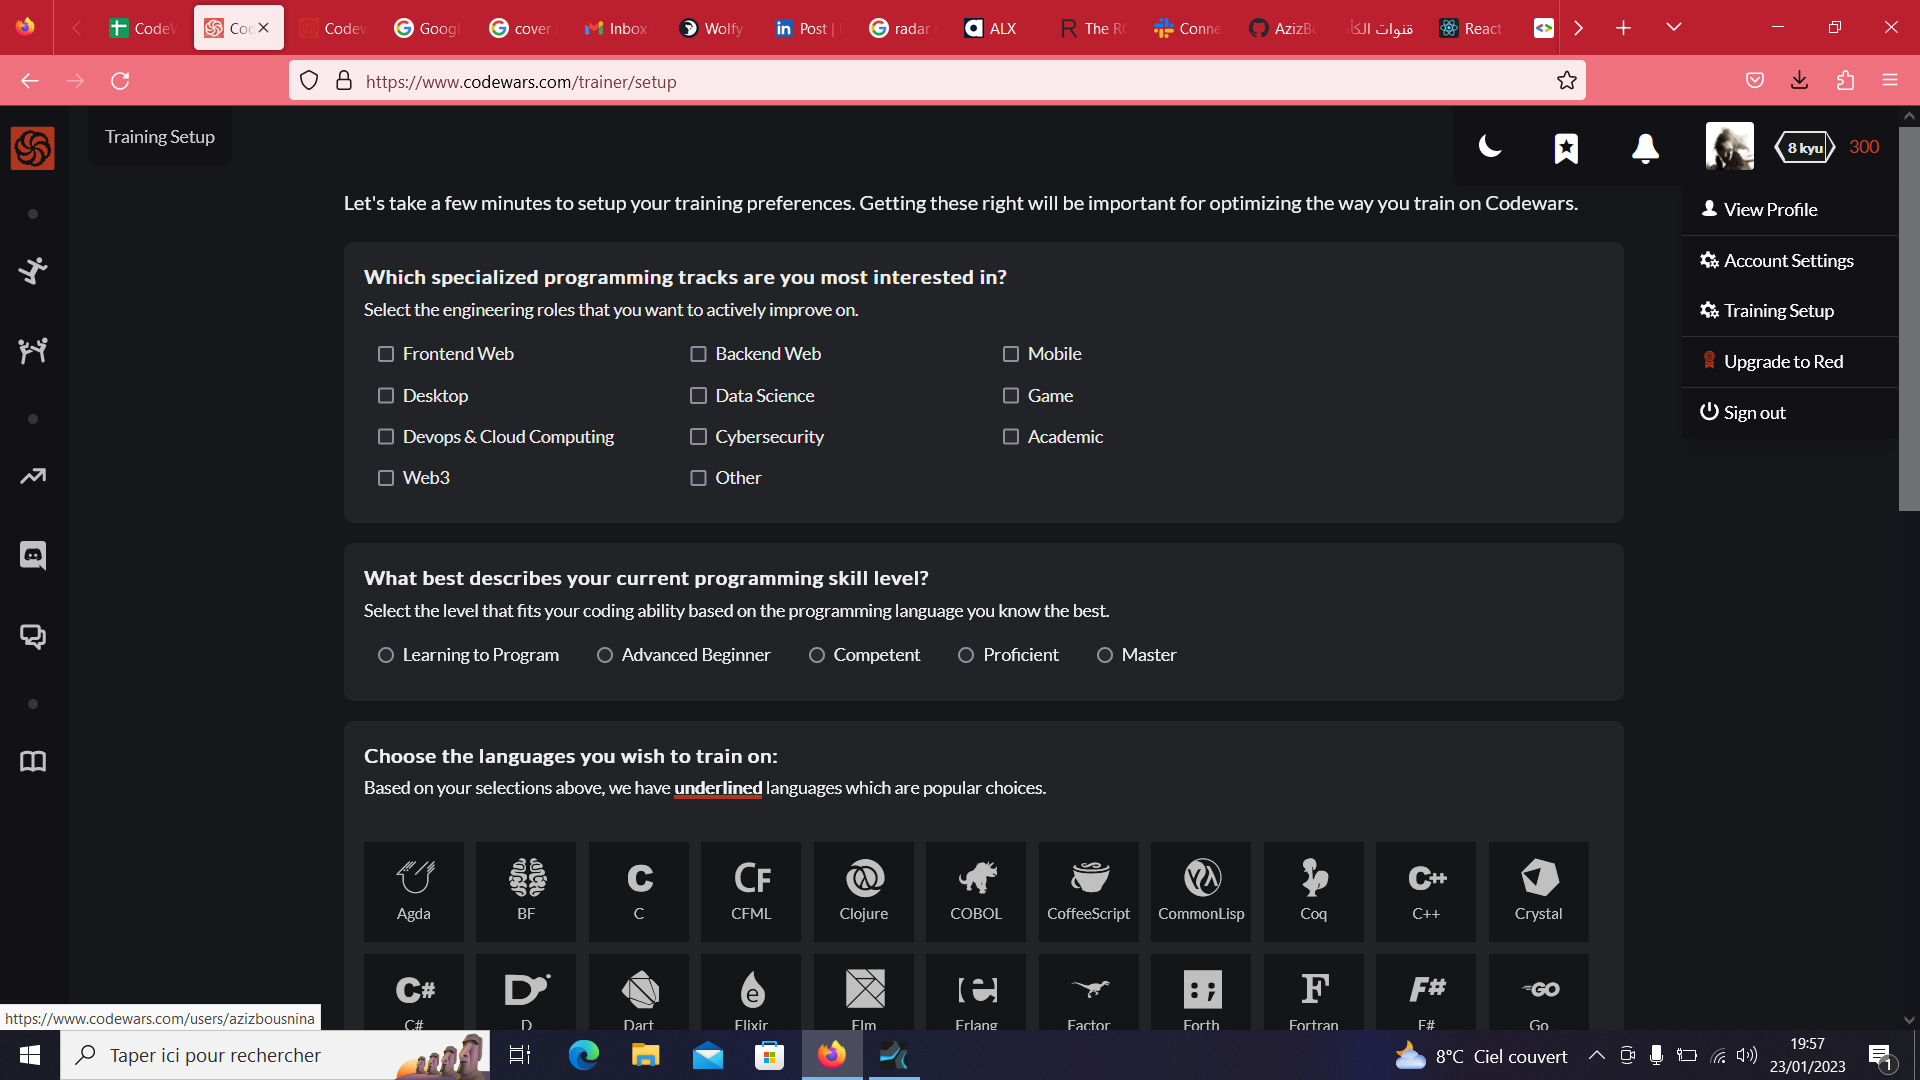 CodeW
Co
Codew
Googl
cover
Inbox
Wolfy
Post |
radar
ALX
The RO
Conne
AzizBo
React
https://www.codewars.com/trainer/setup
Training Setup
8 kyu
300
Let's take a few minutes to setup your training preferences. Getting these right will be important for optimizing the way you train on Codewars.
View Profile
Account Settings
Training Setup
Upgrade to Red
Sign out
Which specialized programming tracks are you most interested in?
Select the engineering roles that you want to actively improve on.
Frontend Web
Backend Web
Mobile
Desktop
Data Science
Game
Devops & Cloud Computing
Cybersecurity
Academic
Web3
Other
What best describes your current programming skill level?
Select the level that fits your coding ability based on the programming language you know the best.
Learning to Program
Advanced Beginner
Competent
Proficient
Master
Choose the languages you wish to train on:
Based on your selections above, we have underlined languages which are popular choices.
Agda
BF
C
CFML
Clojure
COBOL
CoffeeScript
CommonLisp
Coq
C++
Crystal
C#
D
Dart
Elixir
Elm
Erlang
Factor
Forth
Fortran
F#
Go
https://www.codewars.com/users/azizbousnina
Taper ici pour rechercher
8°C Ciel couvert
19:57
23/01/2023
1